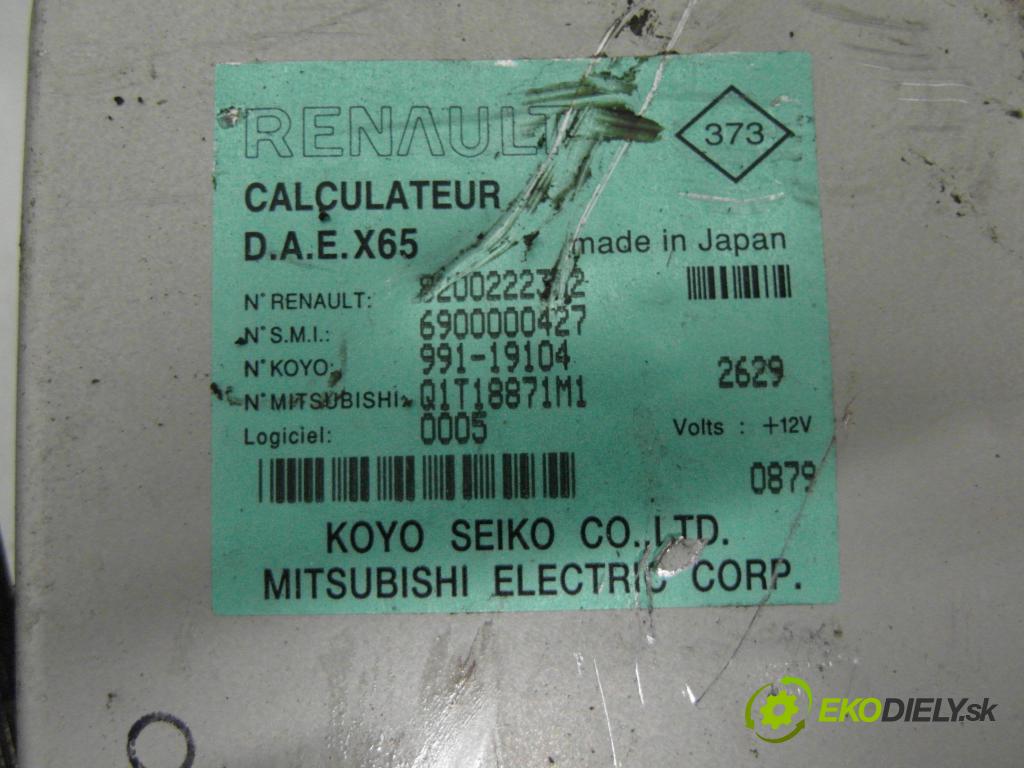 RENAULT
373
CALCULATEUR
D.A.E. X65
made in Japan
N° RENAULT:
N° S.M.I.: 6900000427
N° KOYO: 991-19104
2629
N° MITSUBISHI: Q1T18871M1
Logiciel: 0005
Volts : +12V
0879
KOYO SEIKO CO.,LTD.
MITSUBISHI ELECTRIC CORP.
EKODIELY.sk